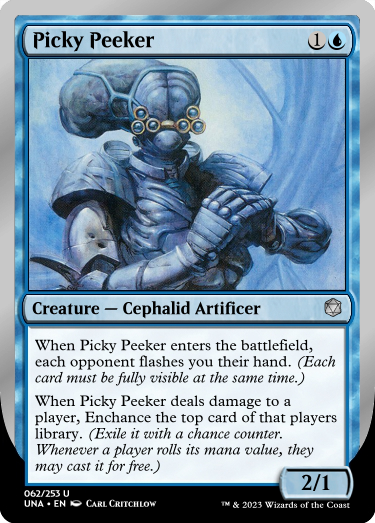 Picky Peeker 1
Creature — Cephalid Artificer
When Picky Peeker enters the battlefield,
each opponent flashes you their hand. (Each
card must be fully visible at the same time.)
When Picky Peeker deals damage to a
player, Enchance the top card of that players
library. (Exile it with a chance counter.
Whenever a player rolls its mana value, they
may cast it for free.)
2/1
062/253 U
UNA • EN Carl Critchlow
™ & 2023 Wizards of the Coast